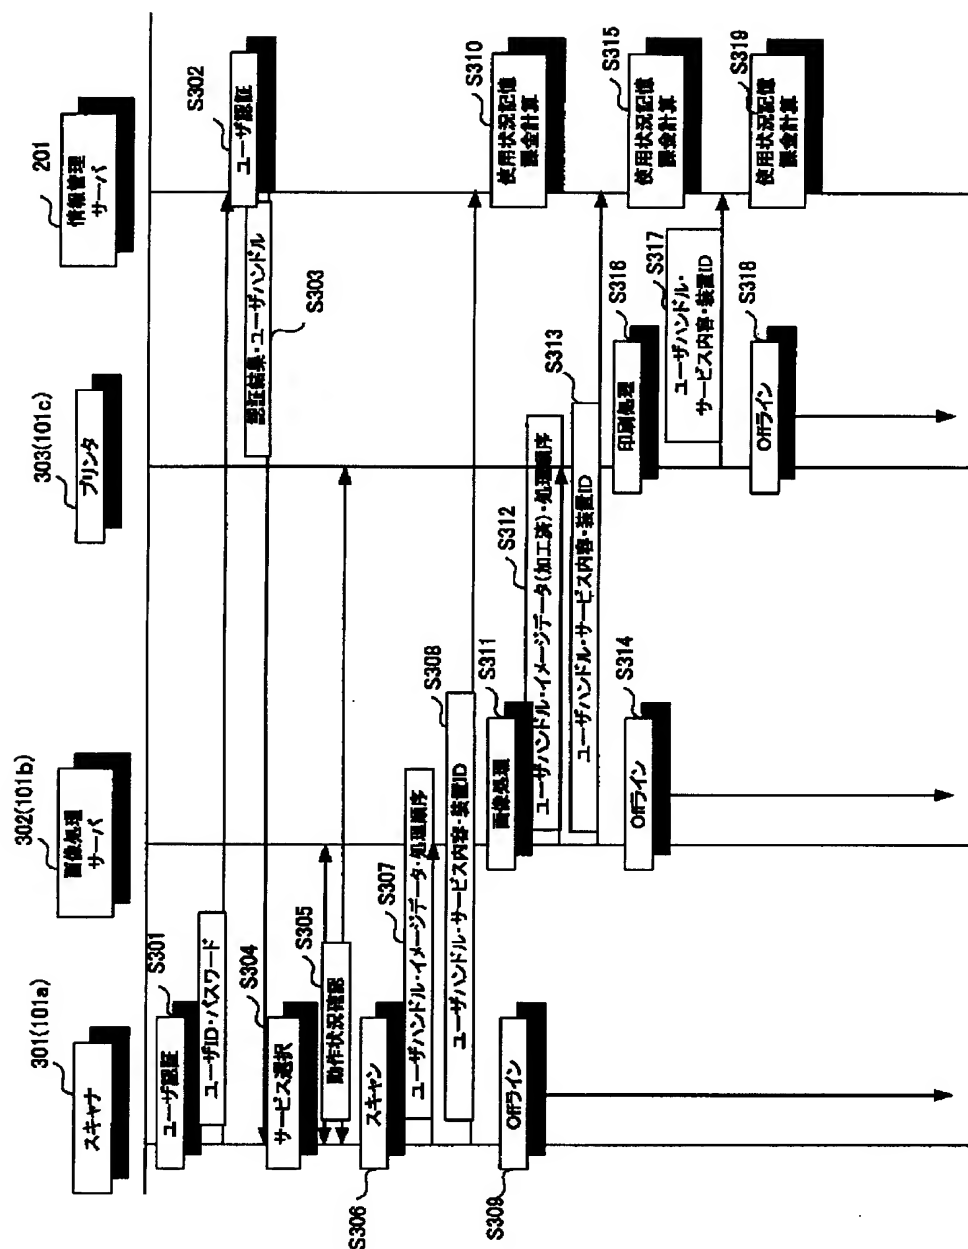 301(101a)
スキャナ
302(101b)
画像処理
サーバ
303(101c)
プリンタ
201
情報管理
サーバ
S301
ユーザ認証
ユーザID・パスワード
S302
ユーザ認証
認証結果・ユーザハンドル
S303
S304
サービス選択
S305
動作状況確認
S306
スキャン
S307
ユーザハンドル・イメージデータ・処理順序
S308
ユーザハンドル・サービス内容・装置ID
S309
Offライン
S310
使用状況記憶
課金計算
S311
画像処理
S312
ユーザハンドル・イメージデータ(加工済)・処理順序
S313
ユーザハンドル・サービス内容・装置ID
S314
Offライン
S315
使用状況記憶
課金計算
S316
印刷処理
S317
ユーザハンドル・
サービス内容・装置ID
S318
Offライン
S319
使用状況記憶
課金計算